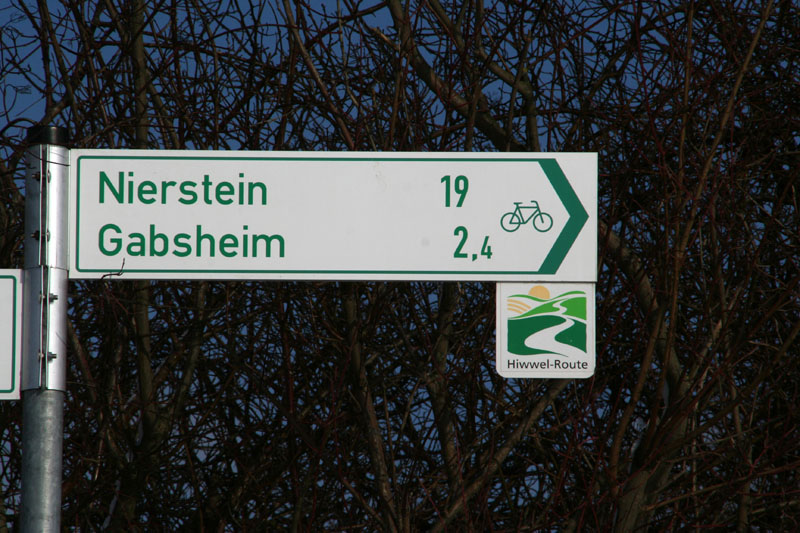 Nierstein 19
Gabsheim 2,4
Hiwwel-Route